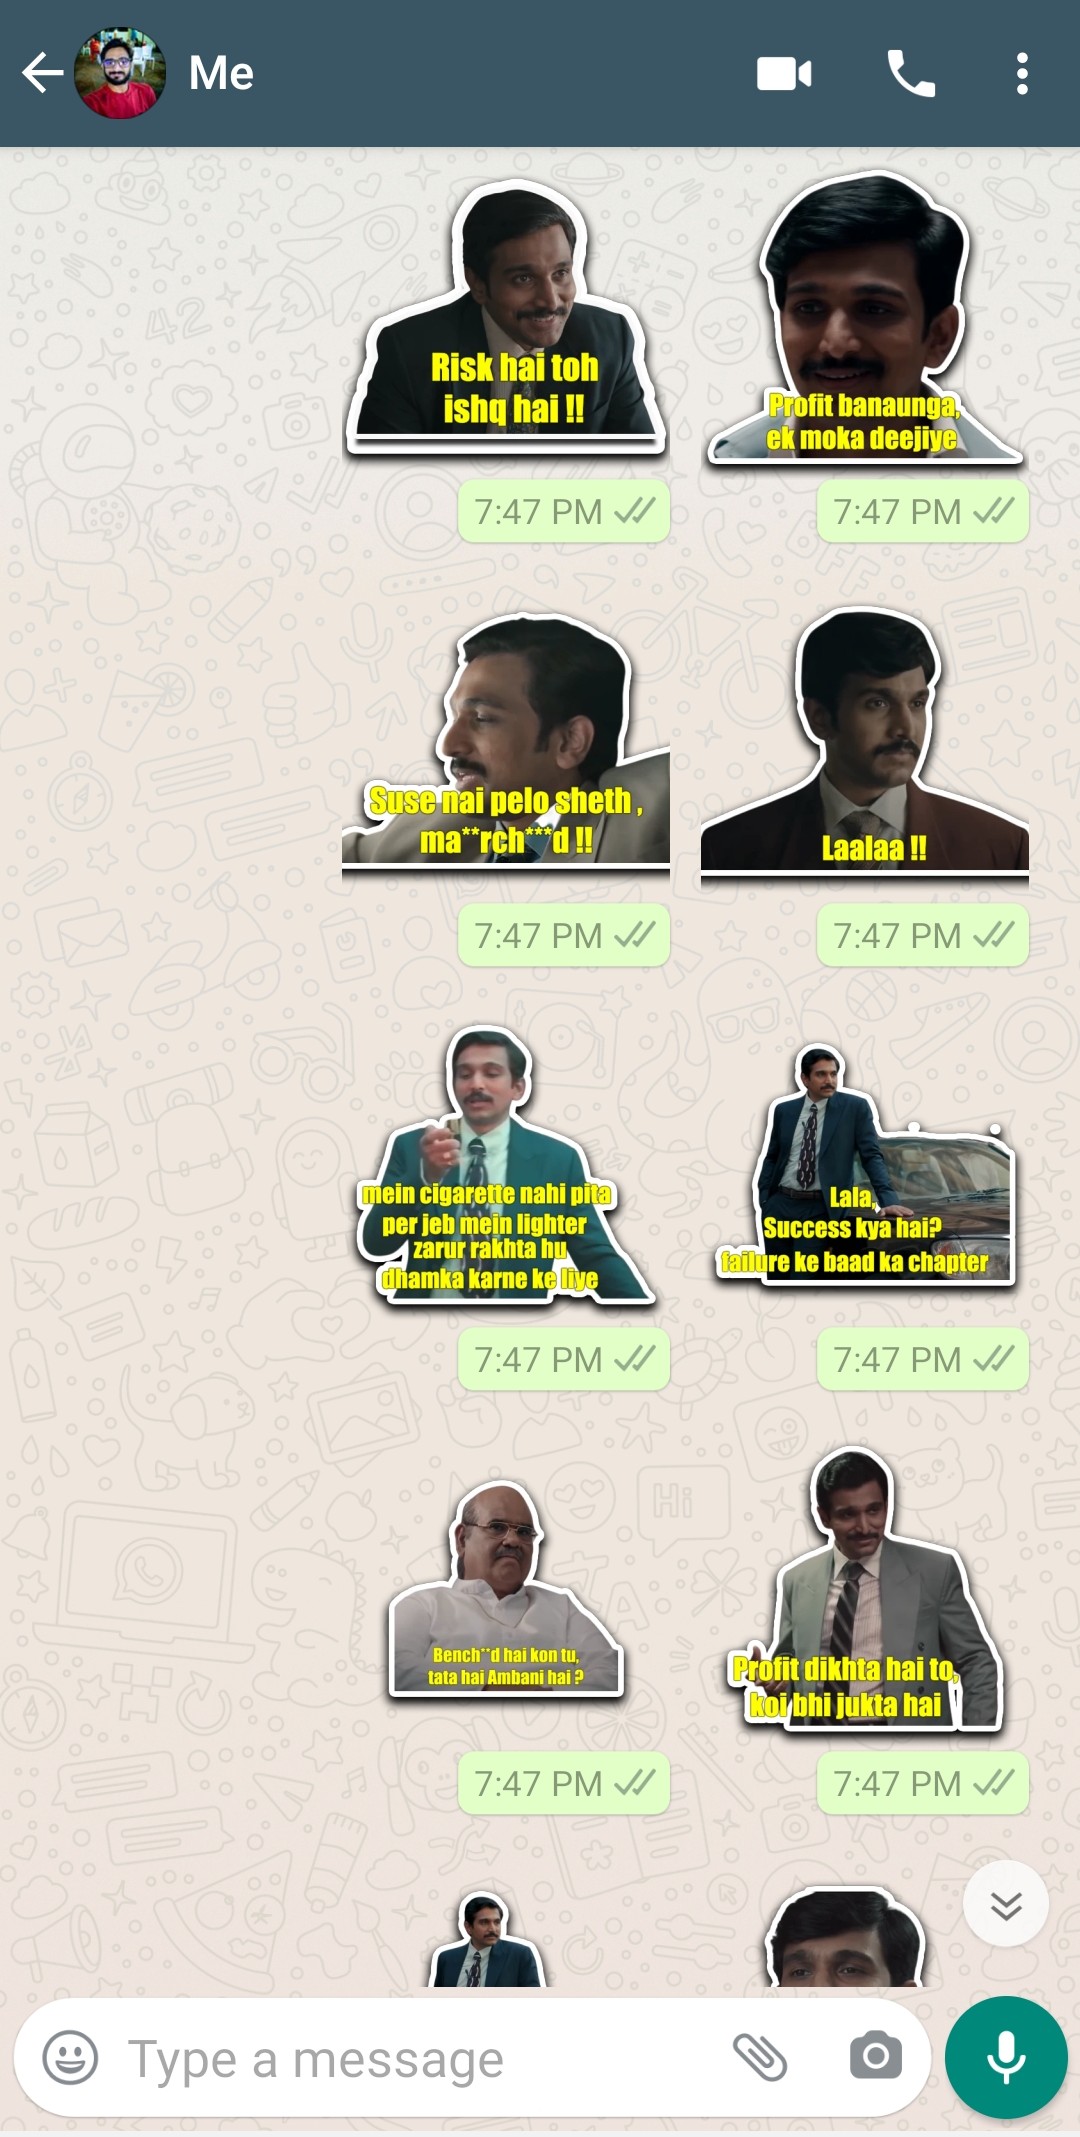 Me
Risk hai toh
ishq hai !!
Profit banaunga,
ek moka deejiye
7:47 PM
7:47 PM
Suse nai pelo sheth ,
ma**rch***d !!
Laalaa !!
7:47 PM
7:47 PM
mein cigarette nahi pita
per jeb mein lighter
zarur rakhta hu
dhamka karne ke liye
Lala,
Success kya hai?
failure ke baad ka chapter
7:47 PM
7:47 PM
Bench**d hai kon tu,
tata hai Ambani hai ?
Profit dikhta hai to,
koi bhi jukta hai
7:47 PM
7:47 PM
Type a message